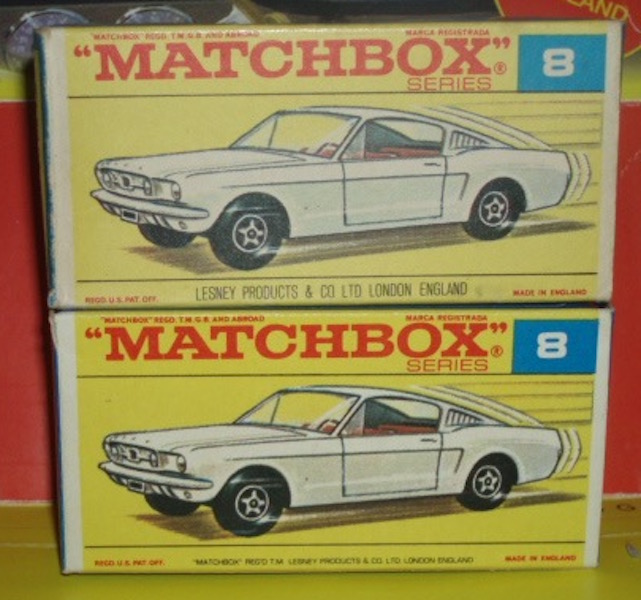 LAND
"MATCHBOX" REGD. T.M. G.B. AND ABROAD MARCA REGISTRADA
"MATCHBOX"®
SERIES
8
REGD. U.S. PAT. OFF. LESNEY PRODUCTS & CO. LTD. LONDON ENGLAND MADE IN ENGLAND
"MATCHBOX" REGD. T.M. G.B. AND ABROAD MARCA REGISTRADA
"MATCHBOX"®
SERIES
8
REGD. U.S. PAT. OFF. "MATCHBOX" REG'D T.M. LESNEY PRODUCTS & CO. LTD. LONDON ENGLAND MADE IN ENGLAND